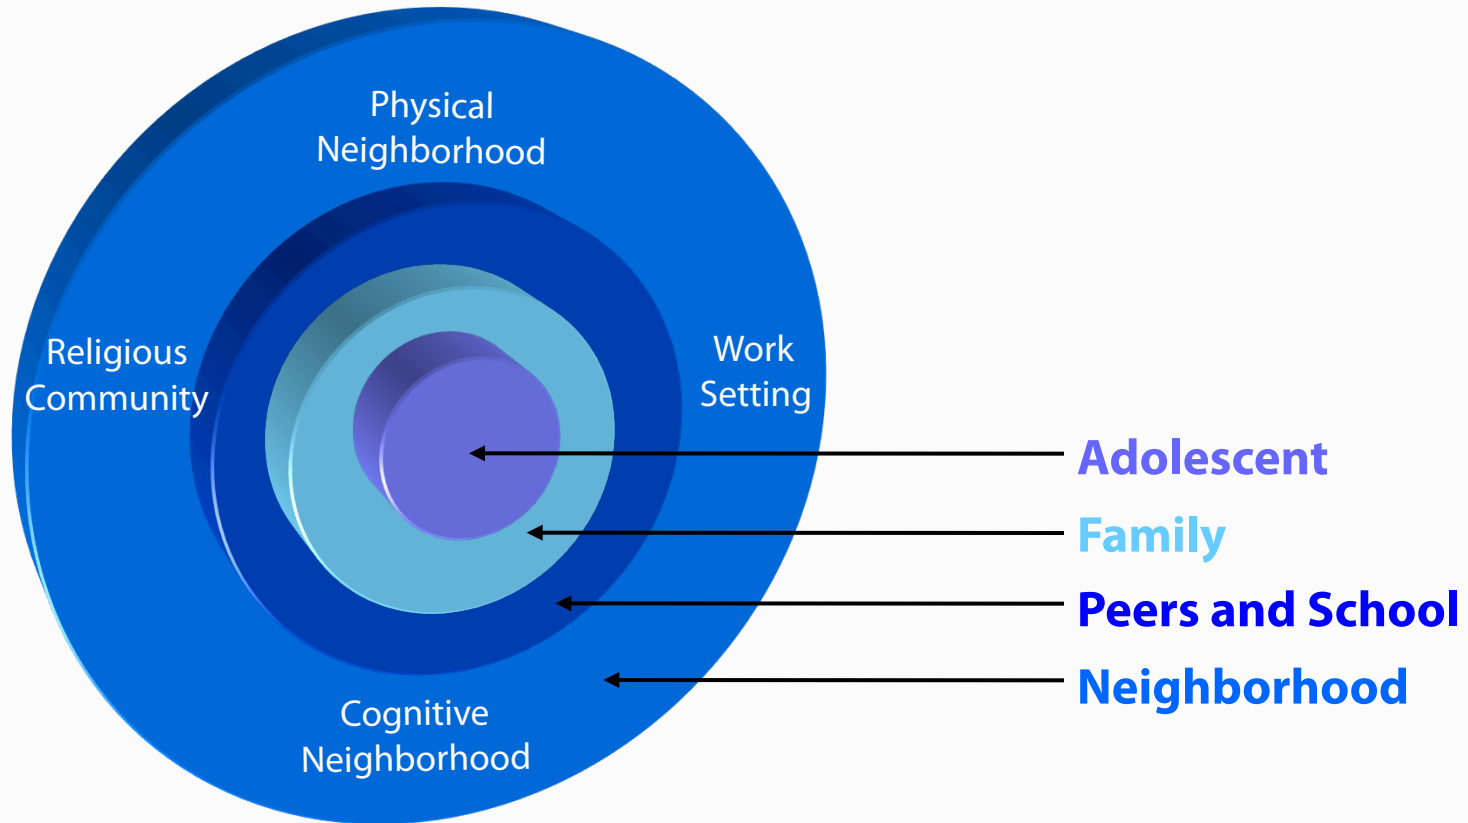 Physical
Neighborhood
Religious
Community
Work
Setting
Cognitive
Neighborhood
Adolescent
Family
Peers and School
Neighborhood